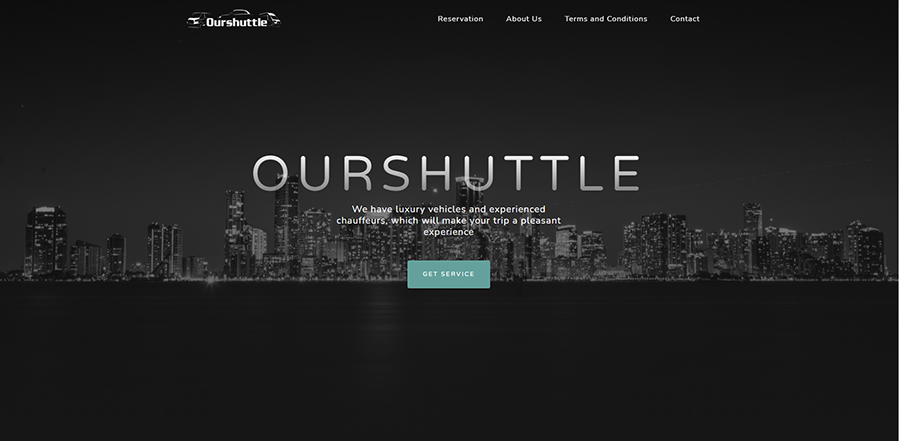 Ourshuttle
Reservation
About Us
Terms and Conditions
Contact
OURSHUTTLE
We have luxury vehicles and experienced
chauffeurs, which will make your trip a pleasant
experience
GET SERVICE